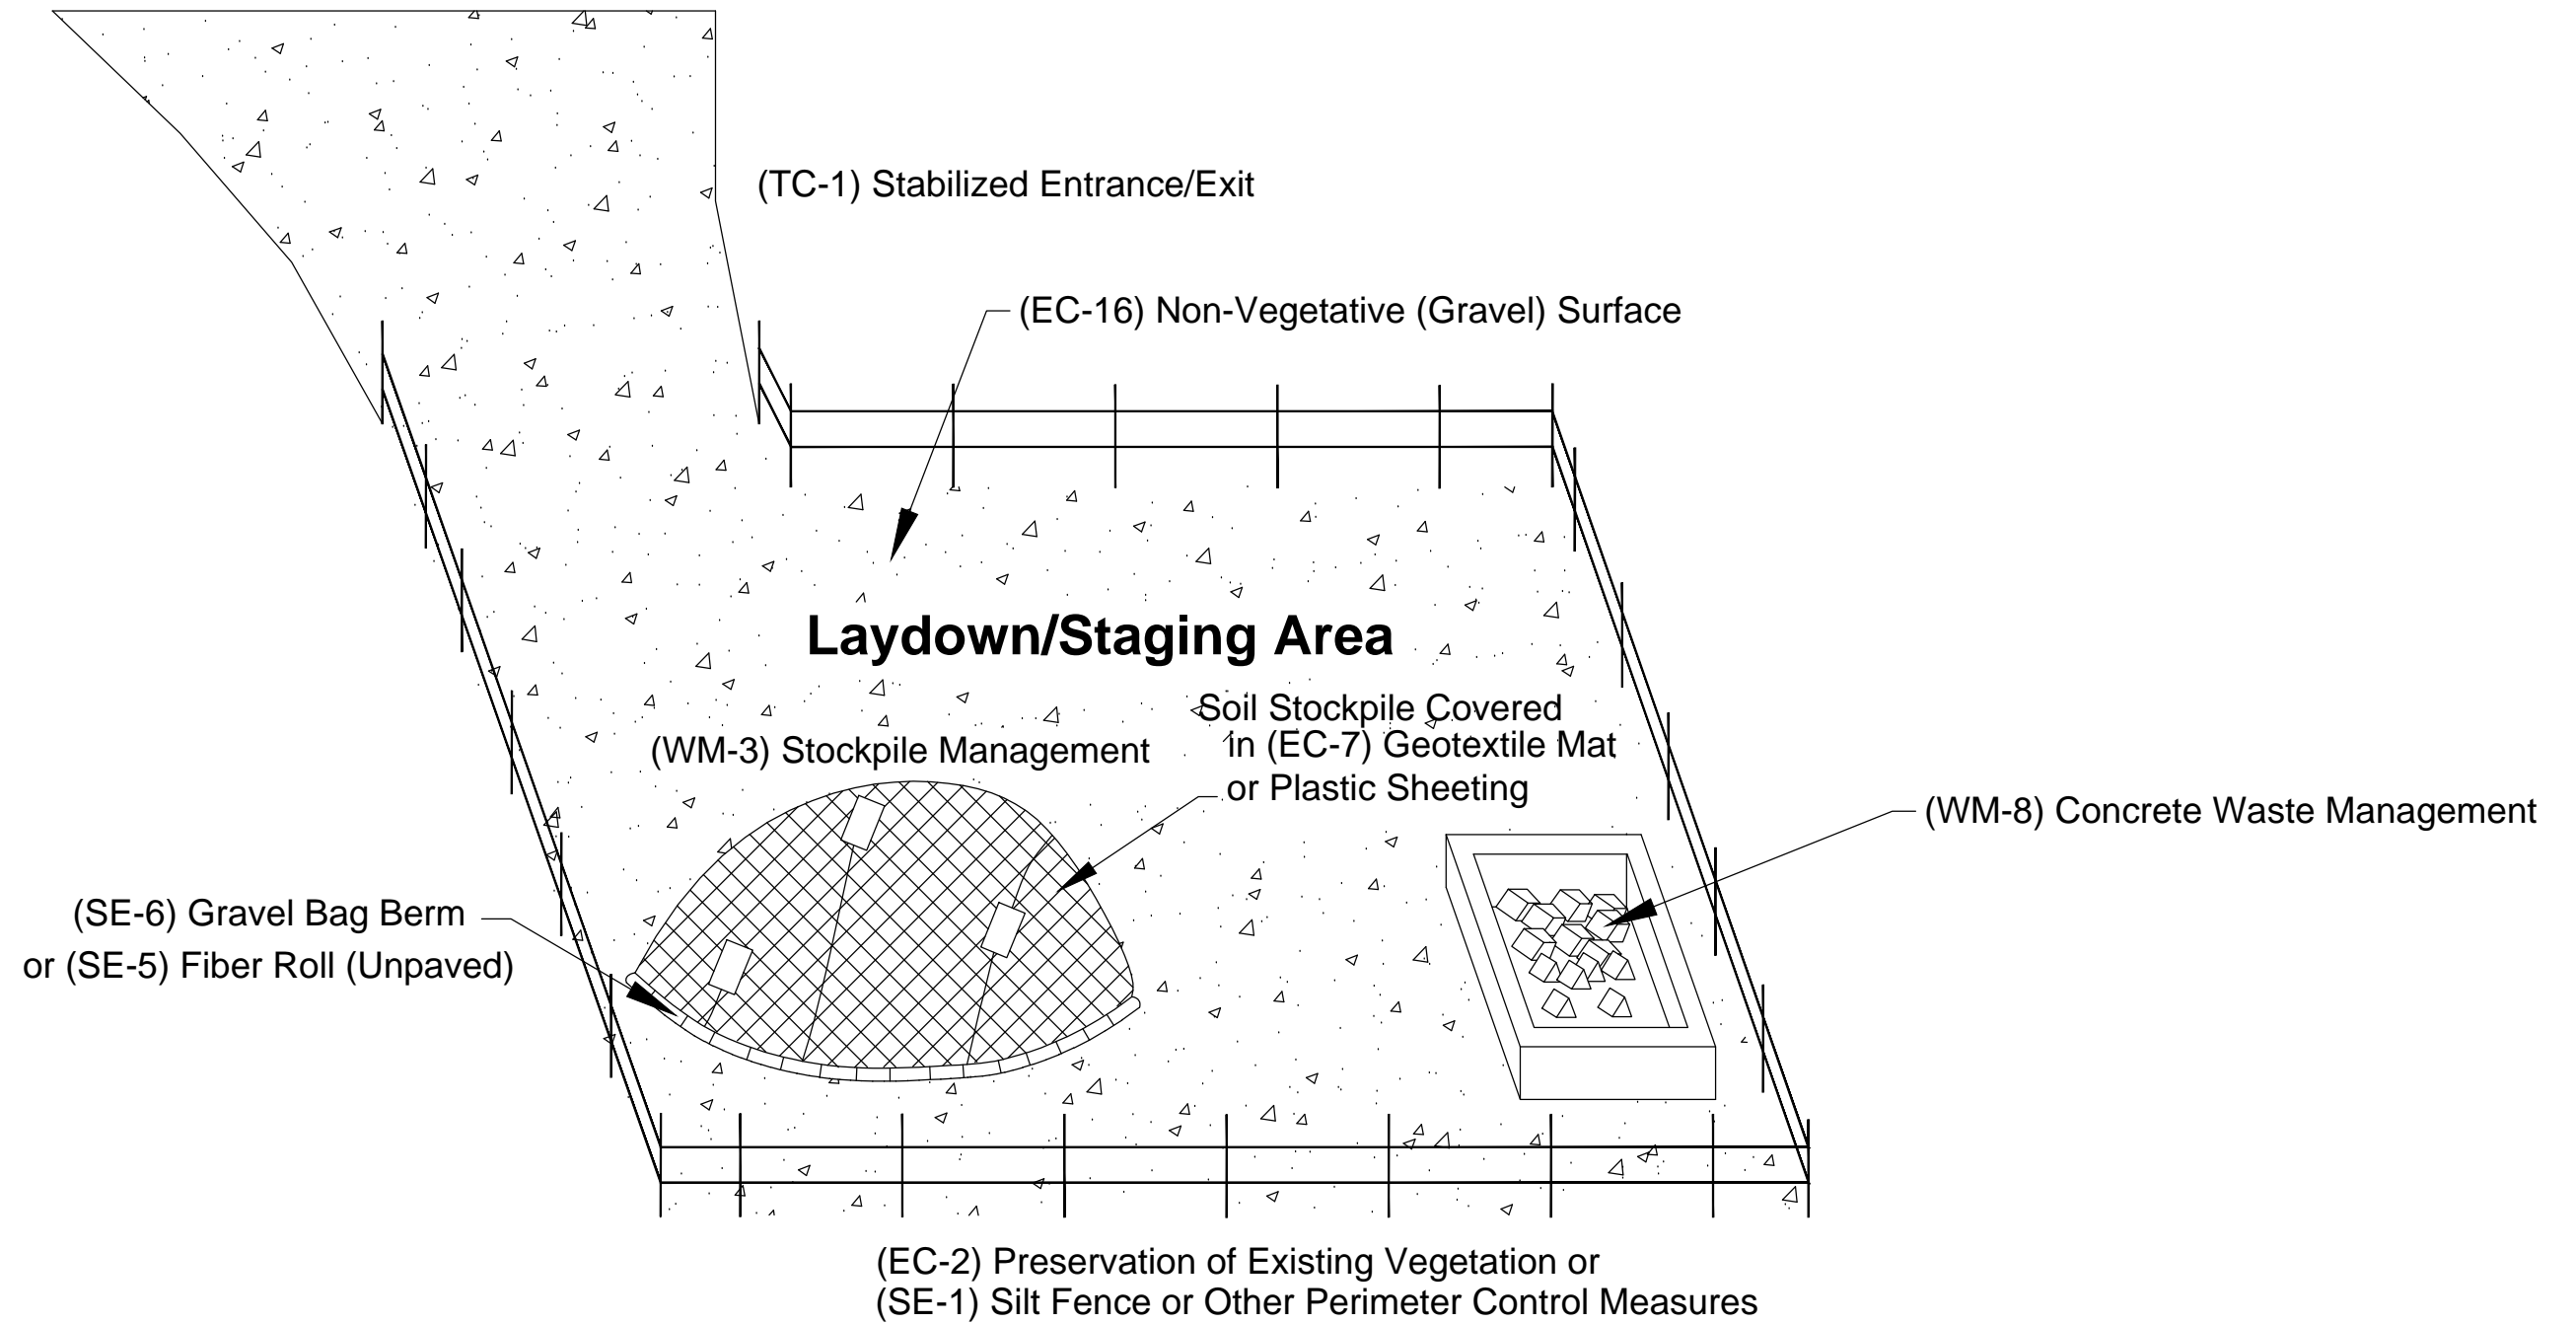 (TC-1) Stabilized Entrance/Exit
(EC-16) Non-Vegetative (Gravel) Surface
Laydown/Staging Area
Soil Stockpile Covered
in (EC-7) Geotextile Mat
or Plastic Sheeting
(WM-3) Stockpile Management
(WM-8) Concrete Waste Management
(SE-6) Gravel Bag Berm
or (SE-5) Fiber Roll (Unpaved)
(EC-2) Preservation of Existing Vegetation or
(SE-1) Silt Fence or Other Perimeter Control Measures